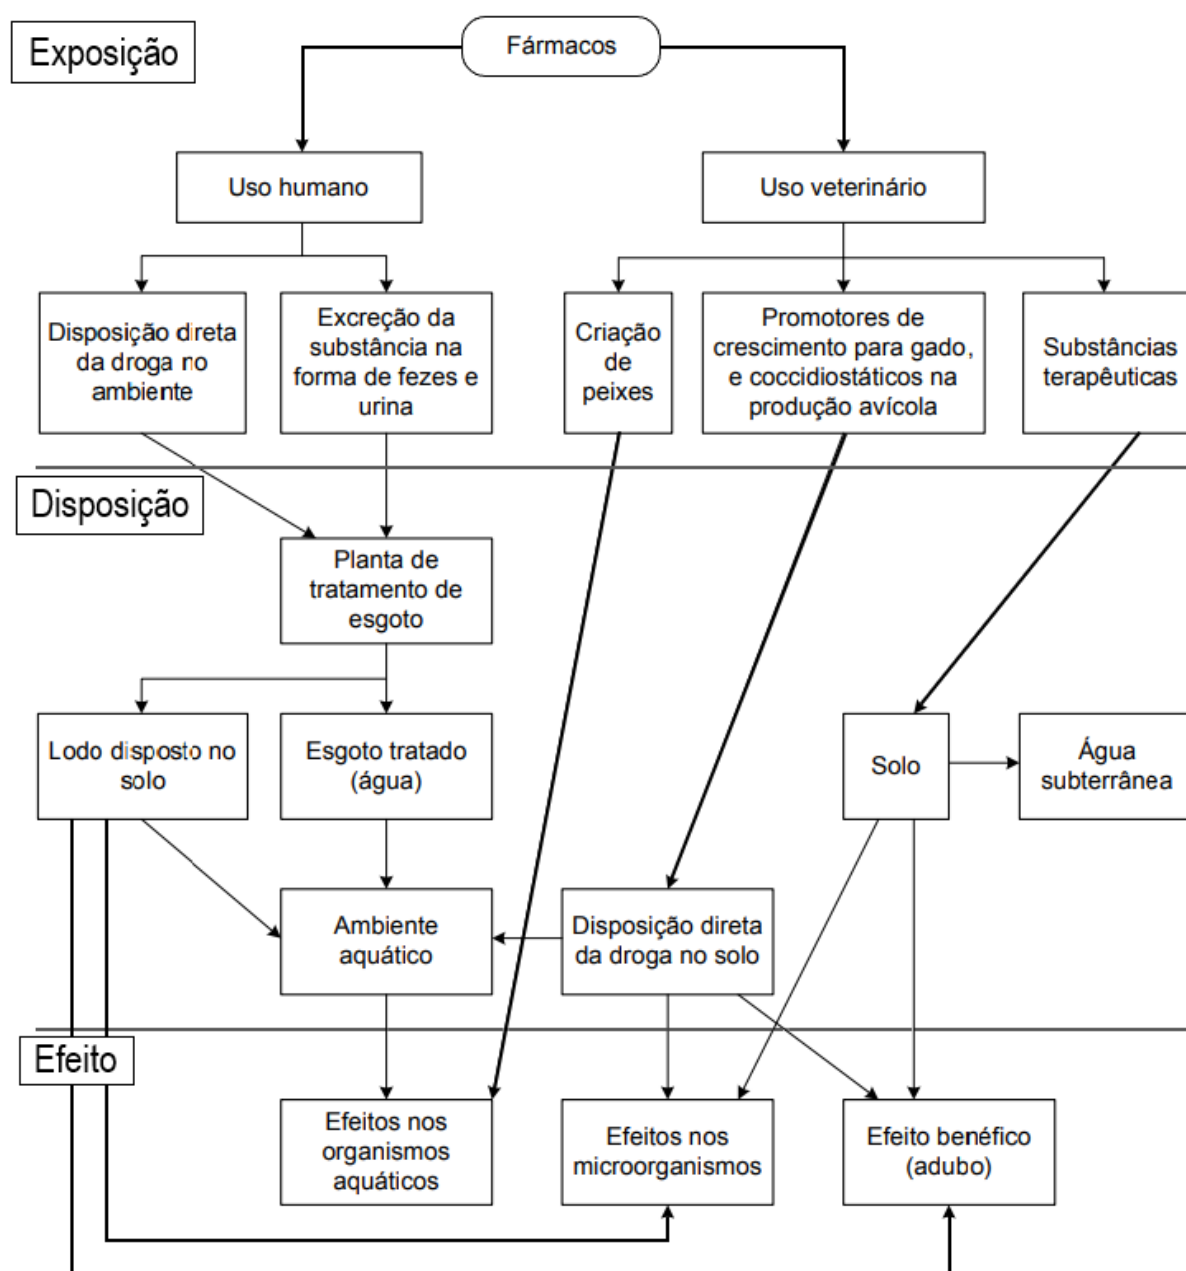 Exposição
Fármacos
Uso humano
Uso veterinário
Disposição direta
da droga no
ambiente
Excreção da
substância na
forma de fezes e
urina
Criação
de
peixes
Promotores de
crescimento para gado,
e coccidiostáticos na
produção avícola
Substâncias
terapêuticas
Disposição
Planta de
tratamento de
esgoto
Lodo disposto no
solo
Esgoto tratado
(água)
Solo
Água
subterrânea
Ambiente
aquático
Disposição direta
da droga no solo
Efeito
Efeitos nos
organismos
aquáticos
Efeitos nos
microorganismos
Efeito benéfico
(adubo)